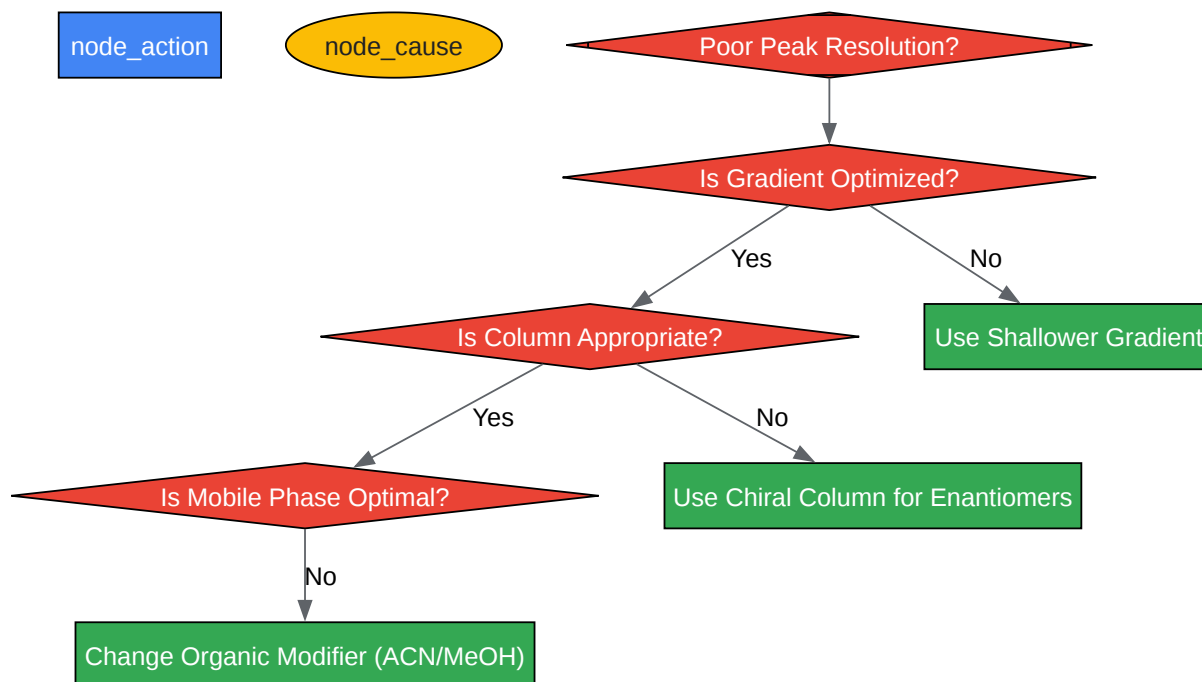 node_action
node_cause
Poor Peak Resolution?
Is Gradient Optimized?
Yes
No
Is Column Appropriate?
Use Shallower Gradient
Yes
No
Is Mobile Phase Optimal?
Use Chiral Column for Enantiomers
No
Change Organic Modifier (ACN/MeOH)